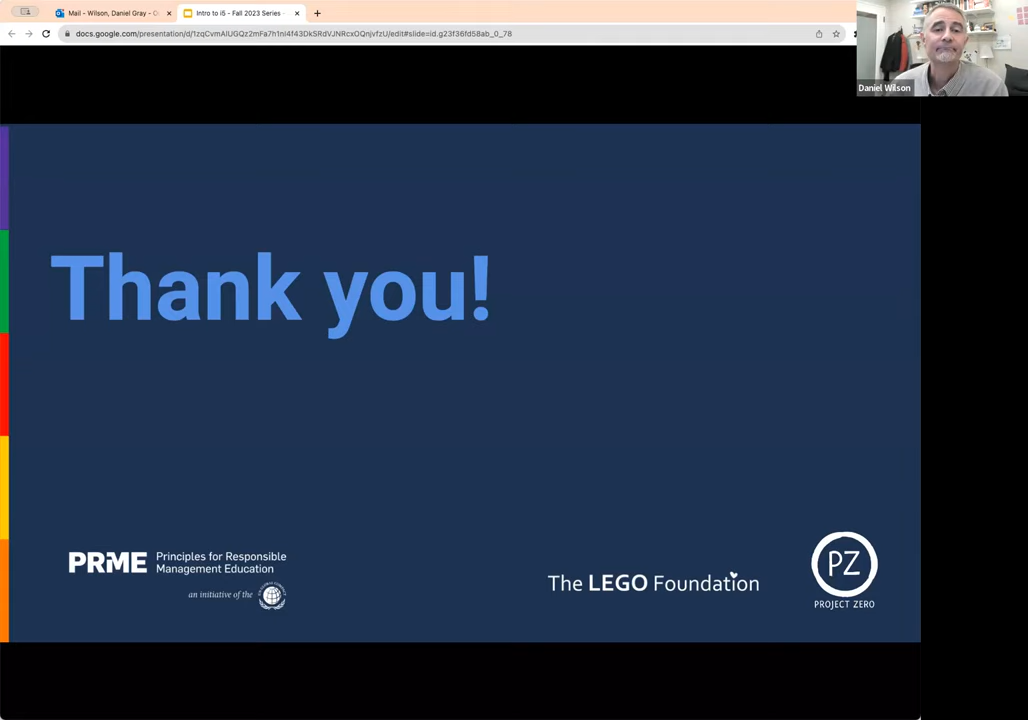 Mail - Wilson, Daniel Gray - O
Intro to i5 - Fall 2023 Series -
docs.google.com/presentation/d/1zqCvmAlUGQz2mFa7h1ni4f43DkSRdVJNRcxOQnjvfzU/edit#slide=id.g23f36fd58ab_0_78
Daniel Wilson
Thank you!
PRME Principles for Responsible
Management Education
an initiative of the
The LEGO Foundation
PZ
PROJECT ZERO